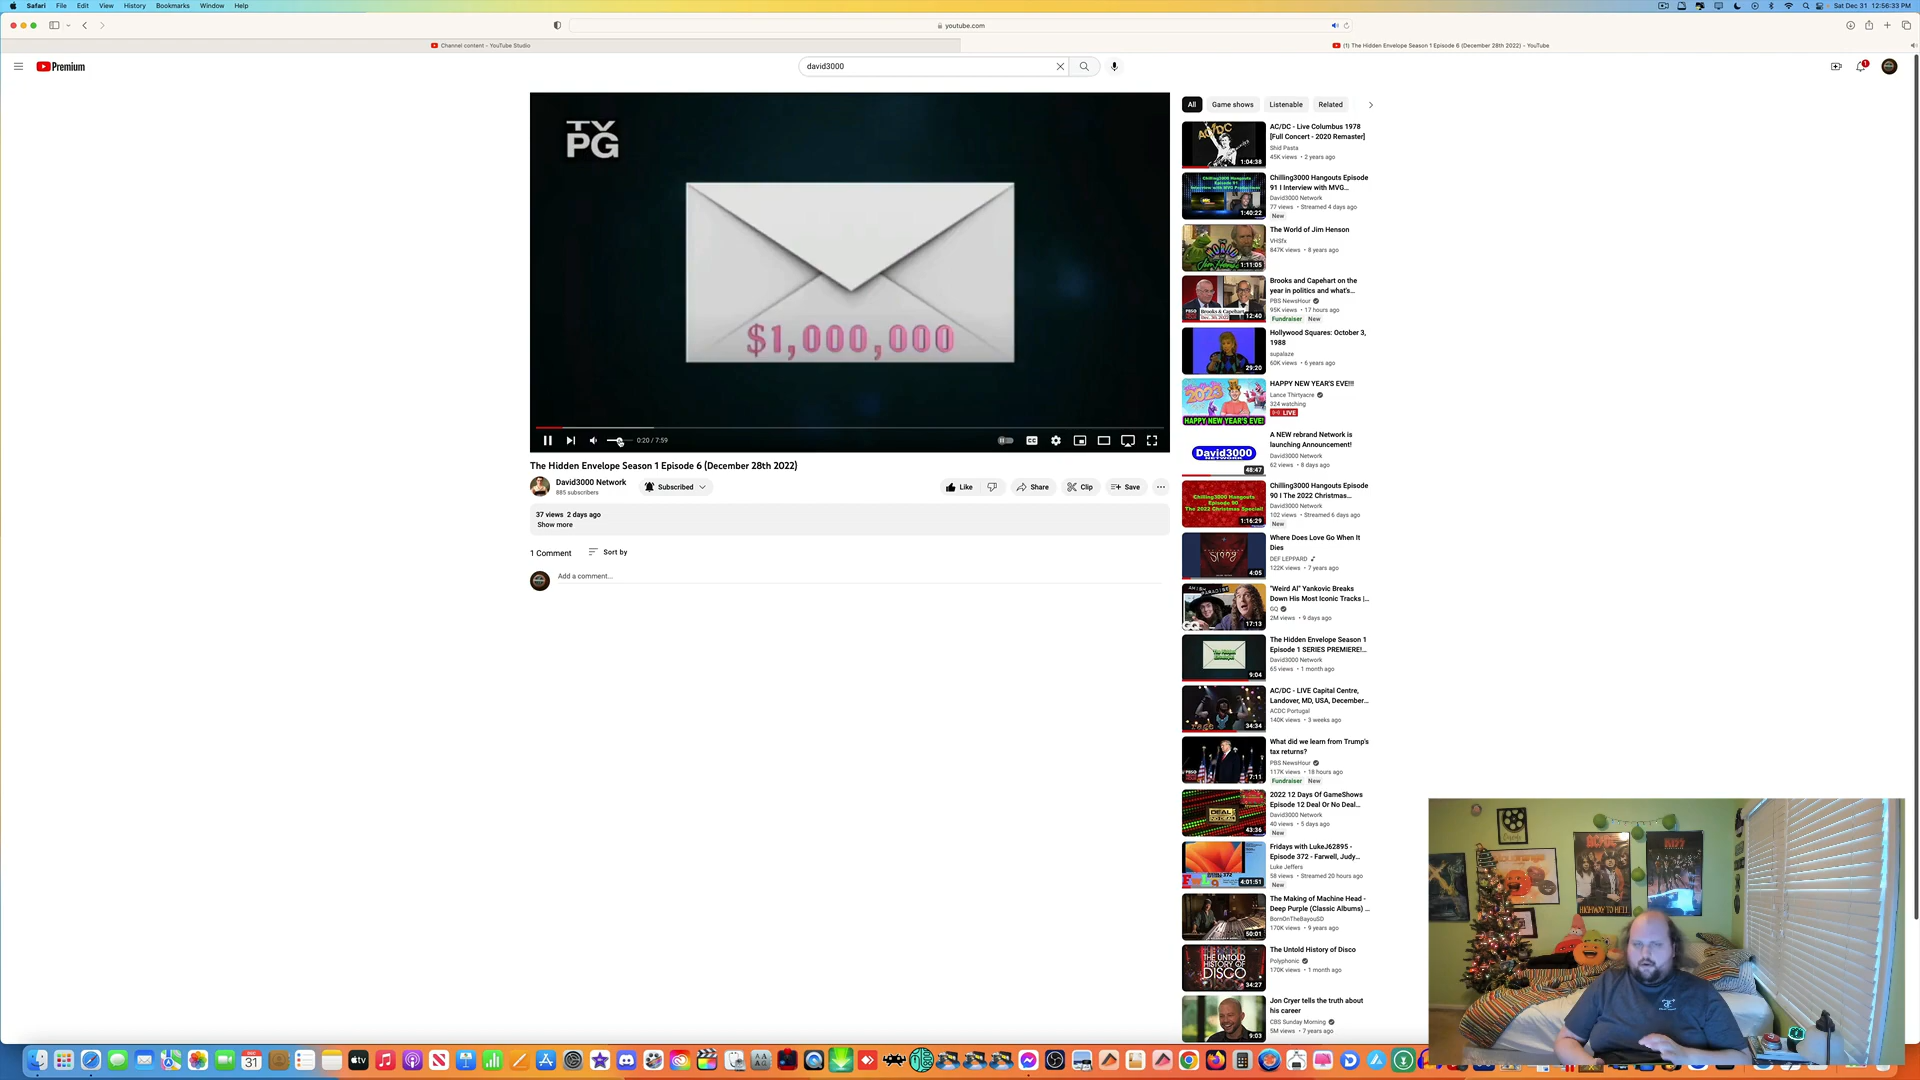 Safari File Edit View History Bookmarks Window Help
Sat Dec 31 12:56:33 PM
youtube.com
Channel content - YouTube Studio
(1) The Hidden Envelope Season 1 Episode 6 (December 28th 2022) - YouTube
Premium
david3000
TV
PG
$1,000,000
0:20 / 7:59
The Hidden Envelope Season 1 Episode 6 (December 28th 2022)
David3000 Network
885 subscribers
Subscribed
Like
Share
Clip
Save
37 views 2 days ago
Show more
1 Comment
Sort by
Add a comment...
All
Game shows
Listenable
Related
AC/DC - Live Columbus 1978
[Full Concert - 2020 Remaster]
Shid Pasta
45K views • 2 years ago
1:04:38
Chilling3000 Hangouts Episode
91 I Interview with MVG...
David3000 Network
77 views • Streamed 4 days ago
New
1:40:22
The World of Jim Henson
VHSfx
847K views • 8 years ago
1:11:05
Brooks and Capehart on the
year in politics and what's...
PBS NewsHour
95K views • 17 hours ago
Fundraiser New
12:40
Hollywood Squares: October 3,
1988
supalaze
60K views • 6 years ago
29:20
HAPPY NEW YEAR'S EVE!!!
Lance Thirtyacre
324 watching
LIVE
HAPPY NEW YEAR'S EVE!
A NEW rebrand Network is
launching Announcement!
David3000 Network
62 views • 8 days ago
David3000
48:47
Chilling3000 Hangouts Episode
90 I The 2022 Christmas...
David3000 Network
102 views • Streamed 6 days ago
New
1:16:29
Where Does Love Go When It
Dies
DEF LEPPARD
122K views • 7 years ago
4:05
"Weird Al" Yankovic Breaks
Down His Most Iconic Tracks |...
GQ
2M views • 9 days ago
17:13
The Hidden Envelope Season 1
Episode 1 SERIES PREMIERE!...
David3000 Network
65 views • 1 month ago
9:04
AC/DC - LIVE Capital Centre,
Landover, MD, USA, December...
ACDC Portugal
140K views • 3 weeks ago
34:34
What did we learn from Trump's
tax returns?
PBS NewsHour
117K views • 18 hours ago
Fundraiser New
7:11
2022 12 Days Of GameShows
Episode 12 Deal Or No Deal...
David3000 Network
40 views • 5 days ago
New
43:36
Fridays with LukeJ62895 -
Episode 372 - Farwell, Judy...
Luke Jeffers
58 views • Streamed 20 hours ago
New
4:01:51
The Making of Machine Head -
Deep Purple (Classic Albums) ...
BornOnTheBayouSD
170K views • 9 years ago
50:01
The Untold History of Disco
Polyphonic
170K views • 1 month ago
THE UNTOLD
HISTORY OF
DISCO
34:27
Jon Cryer tells the truth about
his career
CBS Sunday Morning
5M views • 7 years ago
9:03
AC/DC
HIGHWAY TO HELL
KISS